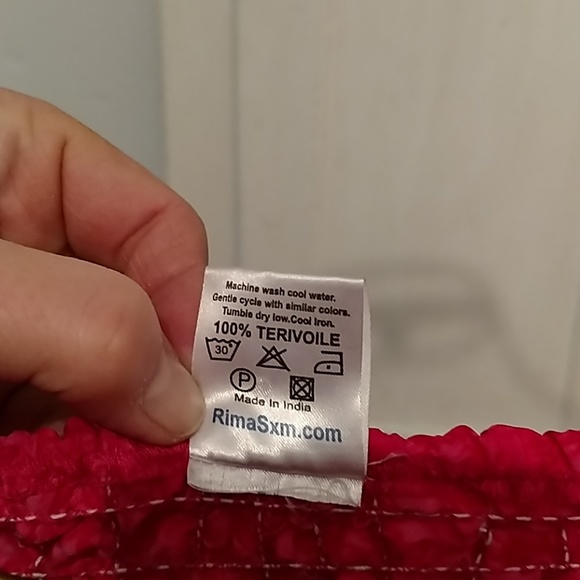 Machine wash cool water.
Gentle cycle with similar colors.
Tumble dry low.Cool Iron.
100% TERIVOILE
30°
P
Made In India
RimaSxm.com